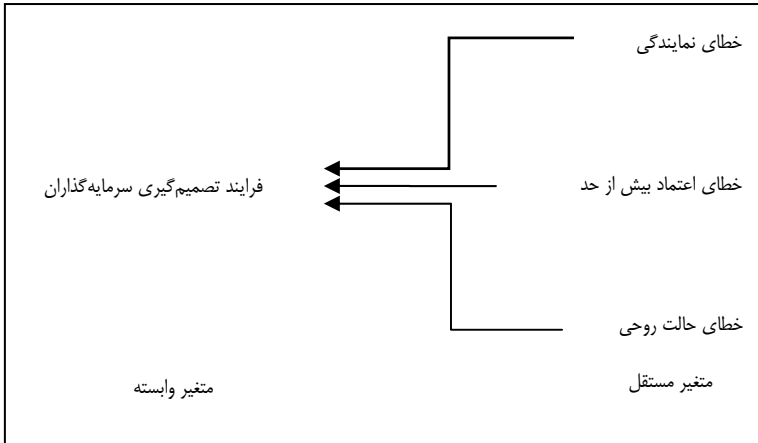 خطای نمایندگی
خطای اعتماد بیش از حد
فرایند تصمیم‌گیری سرمایه‌گذاران
خطای حالت روحی
متغیر مستقل
متغیر وابسته